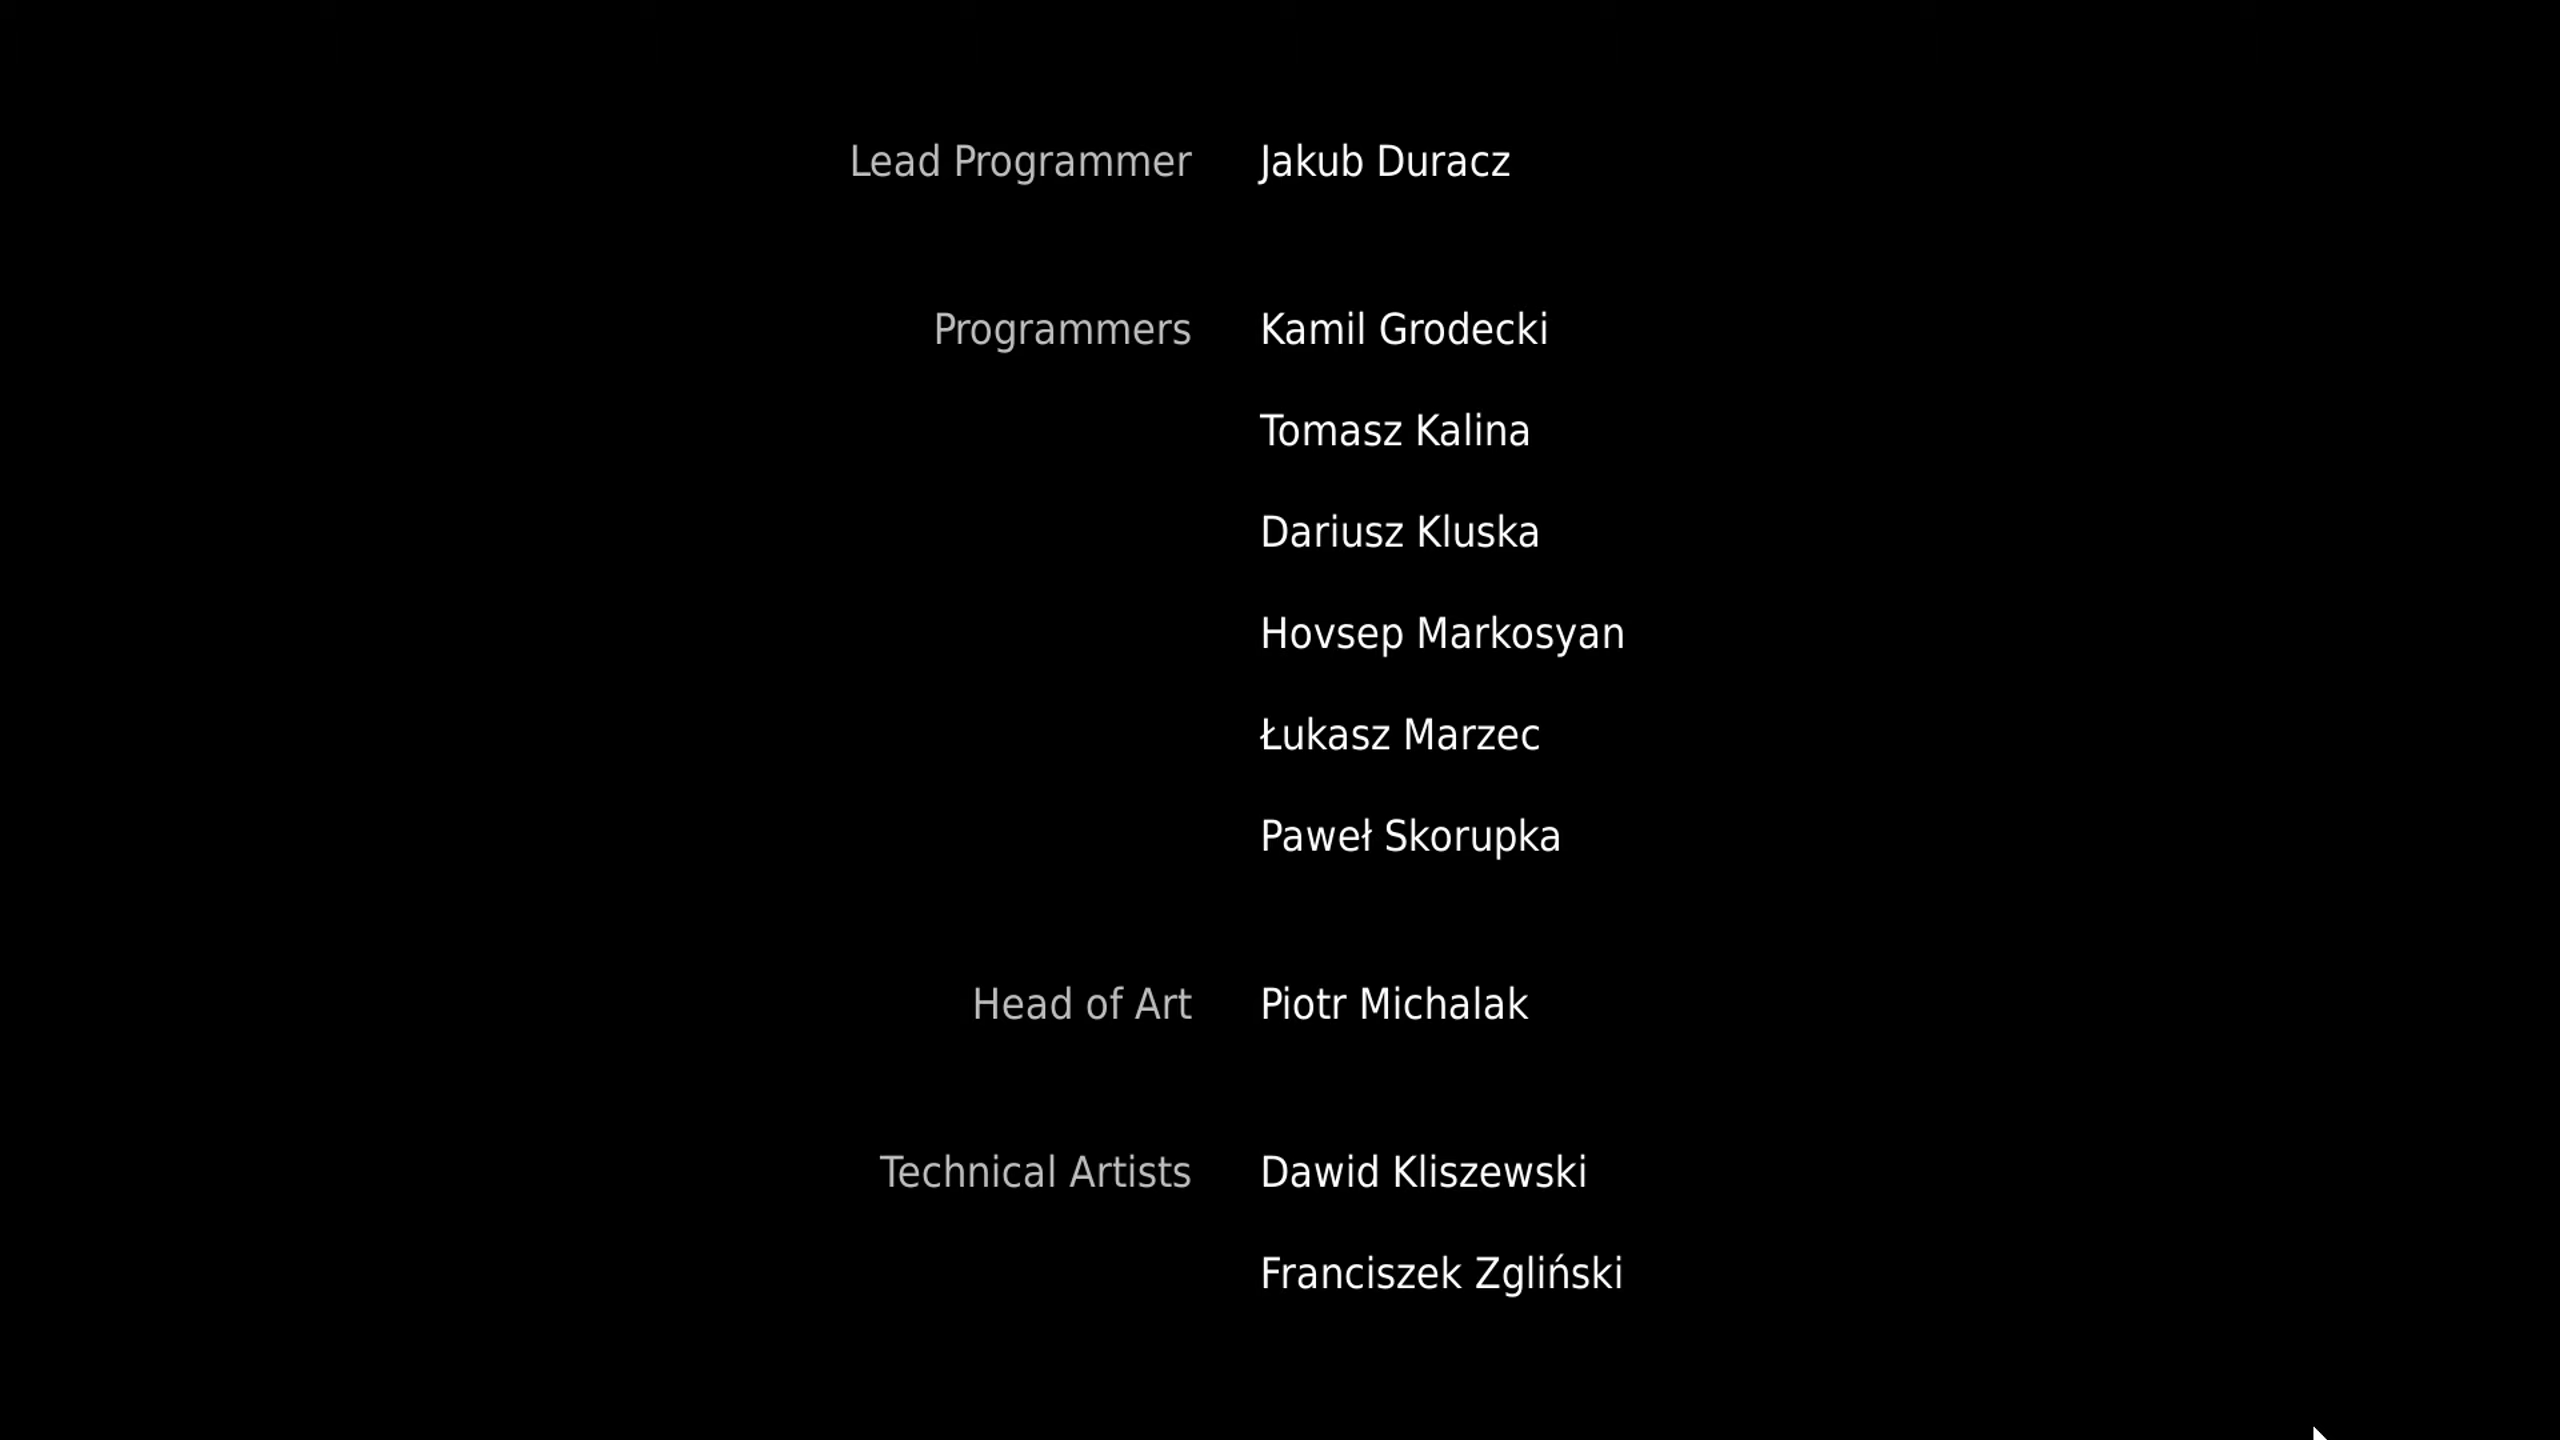 Lead Programmer Jakub Duracz
Programmers Kamil Grodecki
Tomasz Kalina
Dariusz Kluska
Hovsep Markosyan
Łukasz Marzec
Paweł Skorupka
Head of Art Piotr Michalak
Technical Artists Dawid Kliszewski
Franciszek Zgliński